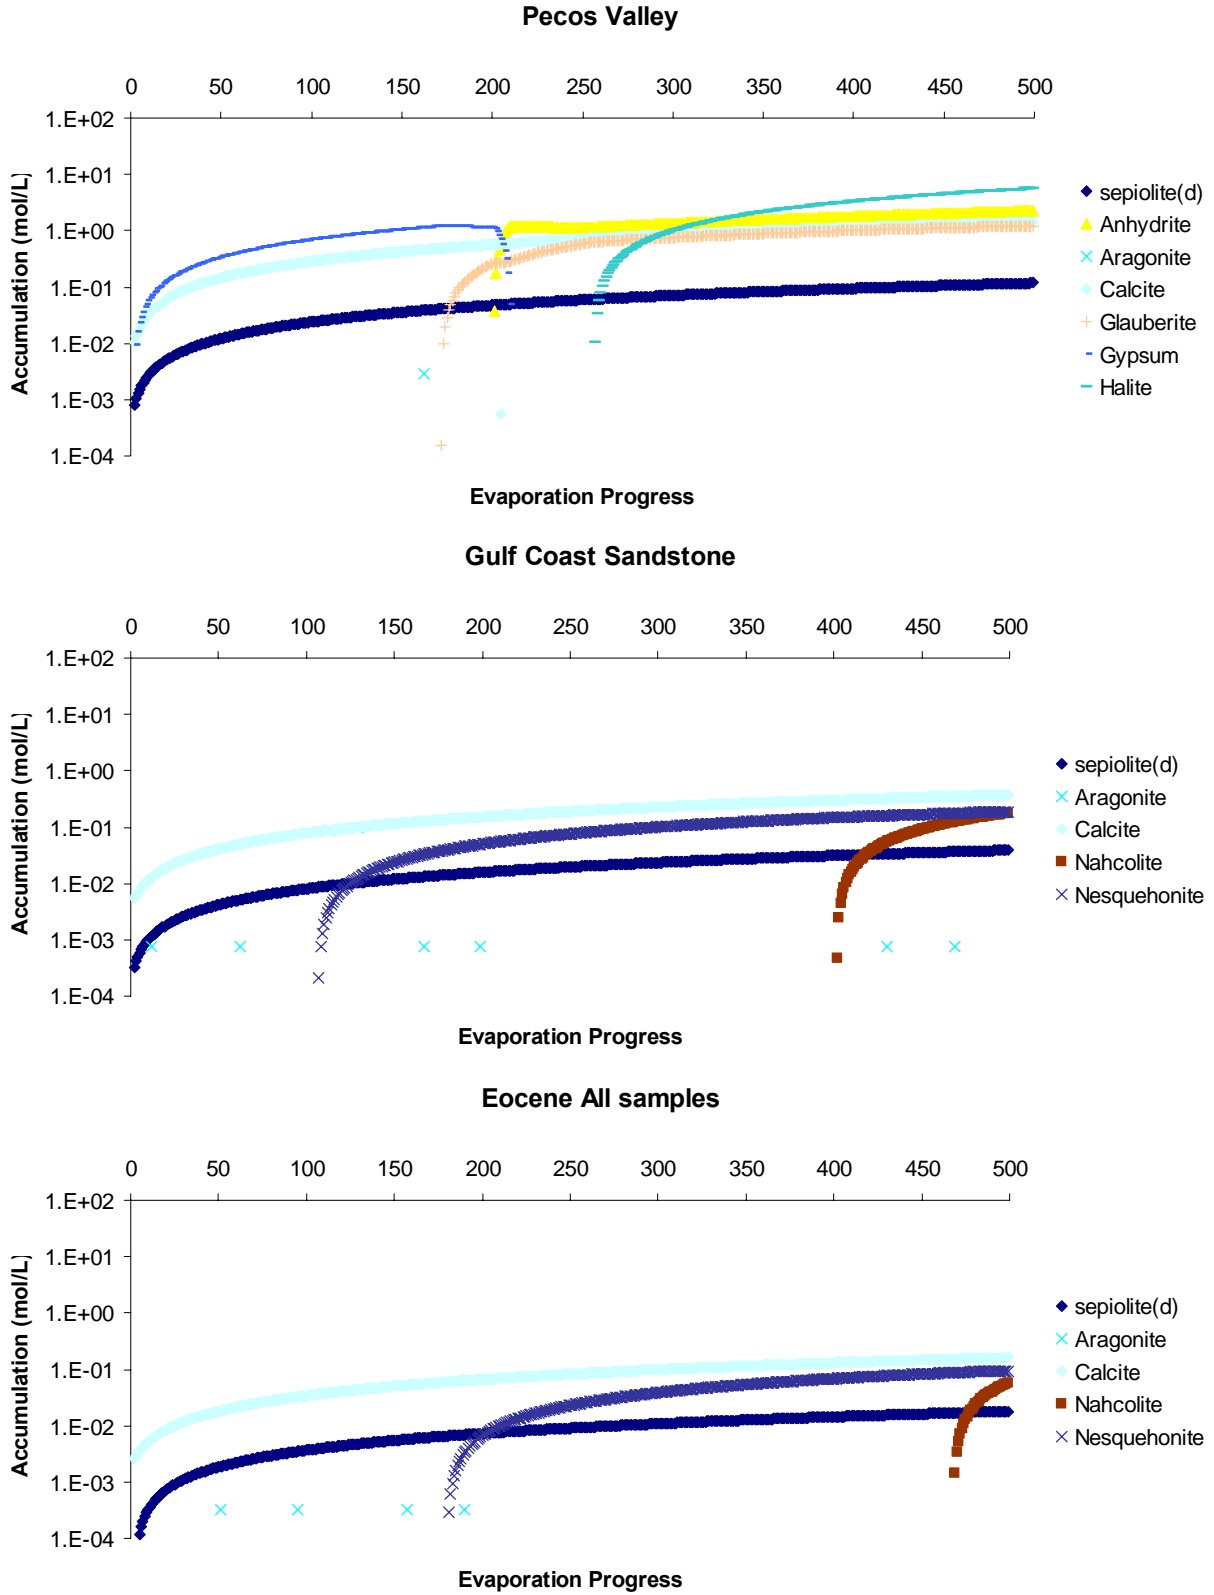 Pecos Valley
0 50 100 150 200 250 300 350 400 450 500
1.E+02
1.E+01
1.E+00
1.E-01
1.E-02
1.E-03
1.E-04
Accumulation (mol/L)
sepiolite(d)
Anhydrite
Aragonite
Calcite
Glauberite
Gypsum
Halite
Evaporation Progress
Gulf Coast Sandstone
0 50 100 150 200 250 300 350 400 450 500
1.E+02
1.E+01
1.E+00
1.E-01
1.E-02
1.E-03
1.E-04
Accumulation (mol/L)
sepiolite(d)
Aragonite
Calcite
Nahcolite
Nesquehonite
Evaporation Progress
Eocene All samples
0 50 100 150 200 250 300 350 400 450 500
1.E+02
1.E+01
1.E+00
1.E-01
1.E-02
1.E-03
1.E-04
Accumulation (mol/L)
sepiolite(d)
Aragonite
Calcite
Nahcolite
Nesquehonite
Evaporation Progress